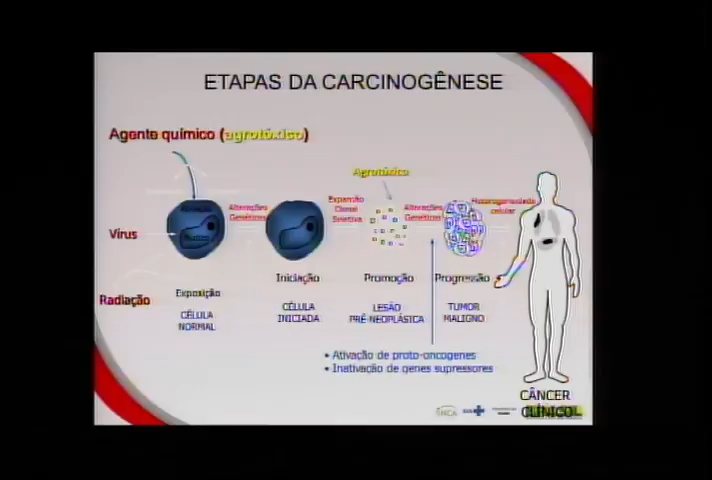 ETAPAS DA CARCINOGÊNESE
Agente químico (agrotóxico)
Agrotóxico
Alterações
Genéticas
Expansão
Clonal
Seletiva
Alterações
Genéticas
Heterogeneidade
celular
Vírus
Radiação
Exposição
CÉLULA
NORMAL
Iniciação
CÉLULA
INICIADA
Promoção
LESÃO
PRÉ-NEOPLÁSICA
Progressão
TUMOR
MALIGNO
• Ativação de proto-oncogenes
• Inativação de genes supressores
CÂNCER
CLÍNICO
INCA
SUS